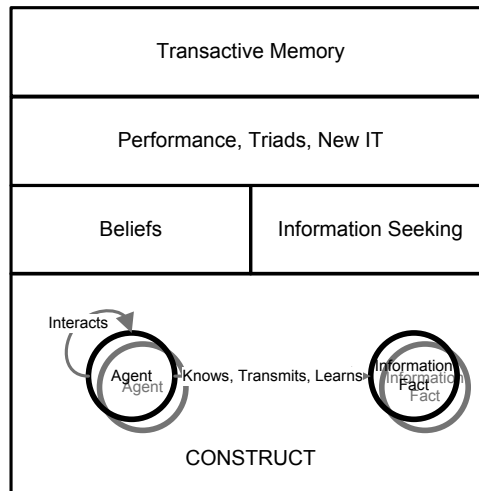 Transactive Memory
Performance, Triads, New IT
Beliefs
Information Seeking
Interacts
Agent
Agent
Knows, Transmits, Learns
Information
Fact
Information
Fact
CONSTRUCT